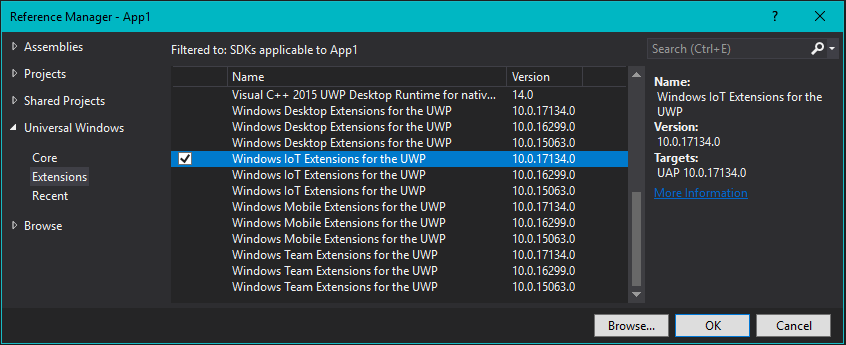 Reference Manager - App1
Assemblies
Projects
Shared Projects
Universal Windows
Core
Extensions
Recent
Browse
Filtered to: SDKs applicable to App1
Name Version
Visual C++ 2015 UWP Desktop Runtime for nativ... 14.0
Windows Desktop Extensions for the UWP 10.0.17134.0
Windows Desktop Extensions for the UWP 10.0.16299.0
Windows Desktop Extensions for the UWP 10.0.15063.0
Windows IoT Extensions for the UWP 10.0.17134.0
Windows IoT Extensions for the UWP 10.0.16299.0
Windows IoT Extensions for the UWP 10.0.15063.0
Windows Mobile Extensions for the UWP 10.0.17134.0
Windows Mobile Extensions for the UWP 10.0.16299.0
Windows Mobile Extensions for the UWP 10.0.15063.0
Windows Team Extensions for the UWP 10.0.17134.0
Windows Team Extensions for the UWP 10.0.16299.0
Windows Team Extensions for the UWP 10.0.15063.0
Search (Ctrl+E)
Name:
Windows IoT Extensions for the
UWP
Version:
10.0.17134.0
Targets:
UAP 10.0.17134.0
More Information
Browse... OK Cancel